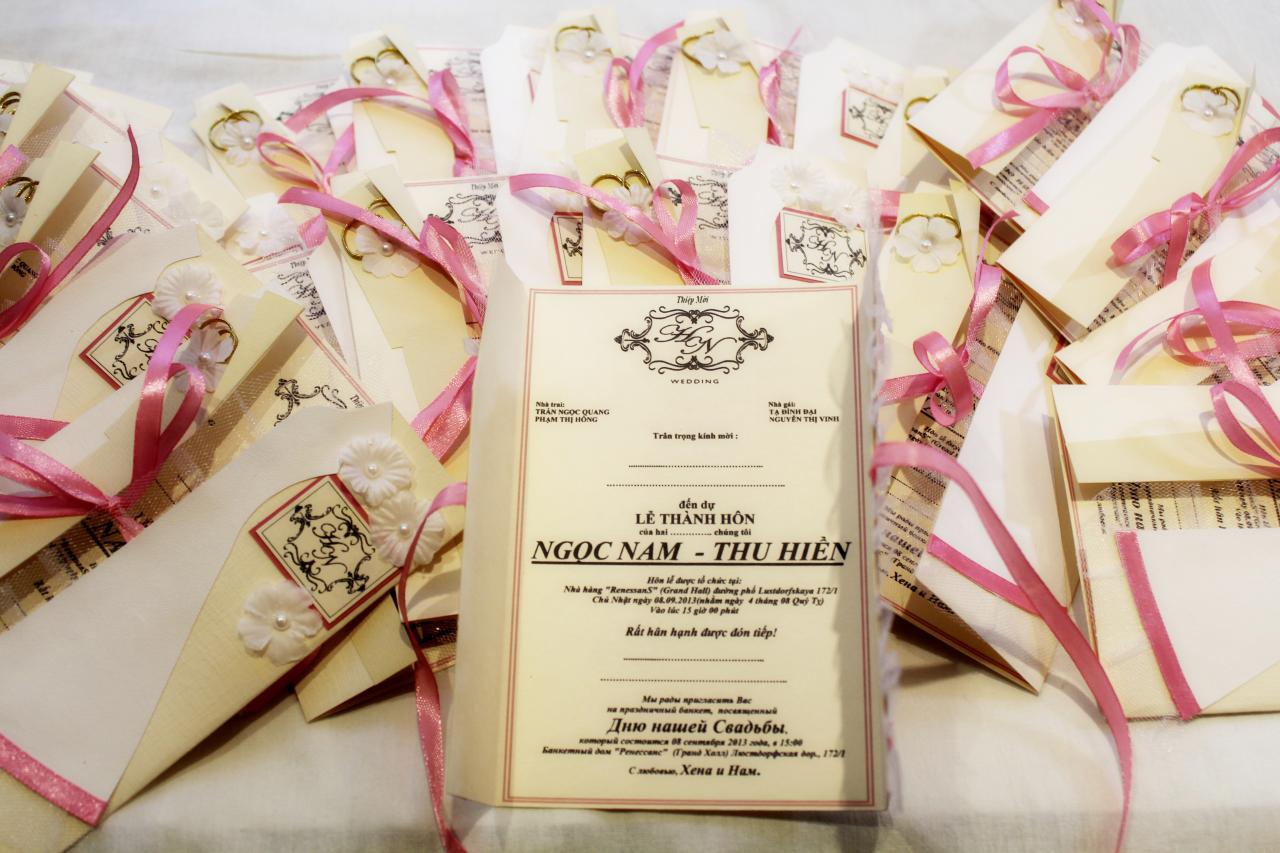 Thiệp Mời
HN
WEDDING
Nhà trai:
TRẦN NGỌC QUANG
PHẠM THỊ HỒNG
Nhà gái:
TẠ ĐÌNH ĐẠI
NGUYỄN THỊ VINH
Trân trọng kính mời :
đến dự
LỄ THÀNH HÔN
của hai ............. chúng tôi
NGỌC NAM - THU HIỀN
Hôn lễ được tổ chức tại:
Nhà hàng "RenessanS" (Grand Hall) đường phố Lustdorfskaya 172/1
Chủ Nhật ngày 08.09.2013(nhằm ngày 4 tháng 08 Quý Tỵ)
Vào lúc 15 giờ 00 phút
Rất hân hạnh được đón tiếp!
Мы рады пригласить Вас
на праздничный банкет, посвященный
Дню нашей Свадьбы,
который состоится 08 сентября 2013 года, в 15:00
Банкетный дом "Ренессанс" (Гранд Холл) Люстдорфская дор., 172/1
С любовью, Хена и Нам.